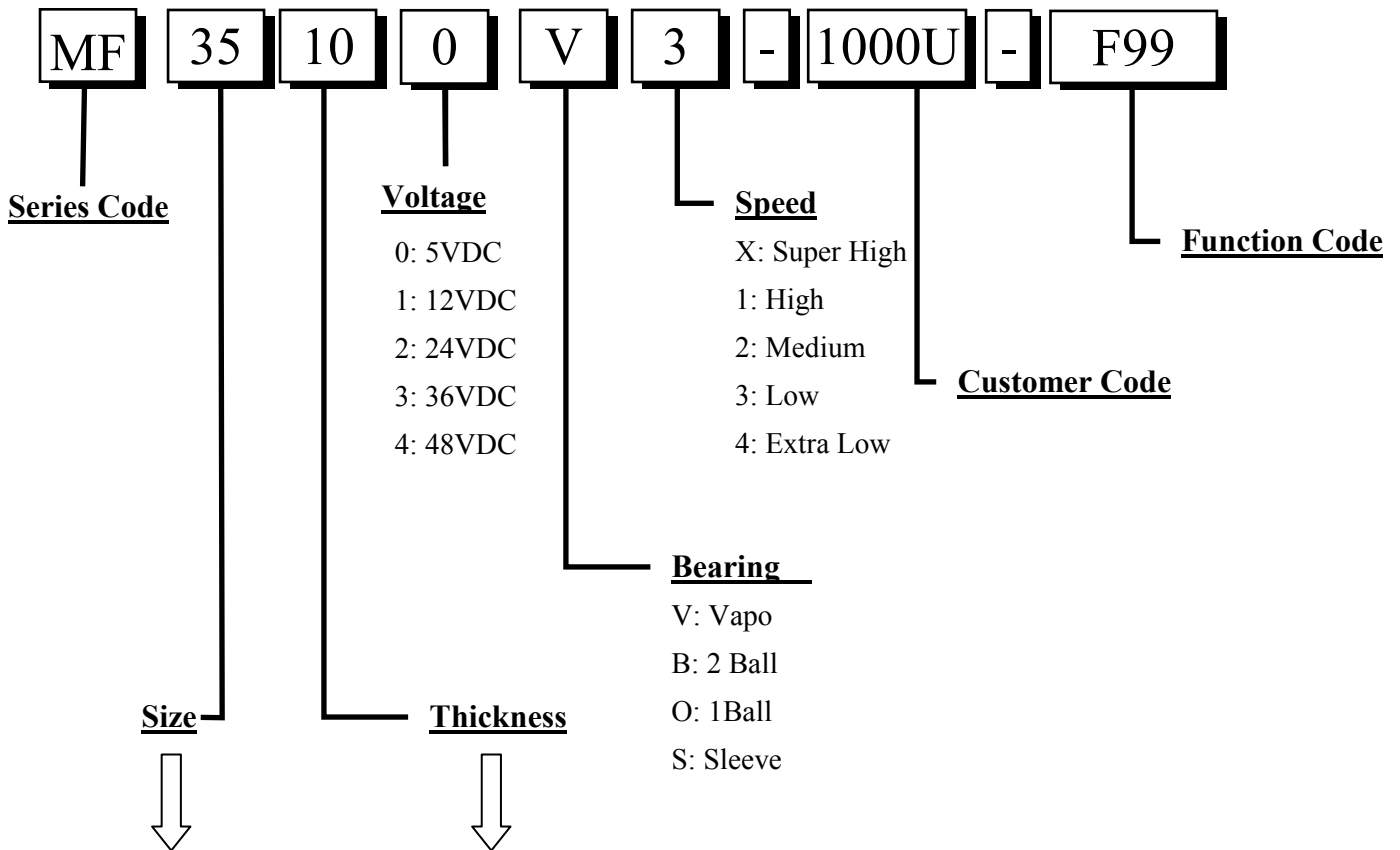 MF 35 10 0 V 3 - 1000U - F99
Series Code
Voltage
0: 5VDC
1: 12VDC
2: 24VDC
3: 36VDC
4: 48VDC
Speed
X: Super High
1: High
2: Medium
3: Low
4: Extra Low
Function Code
Customer Code
Bearing
V: Vapo
B: 2 Ball
O: 1Ball
S: Sleeve
Size
Thickness